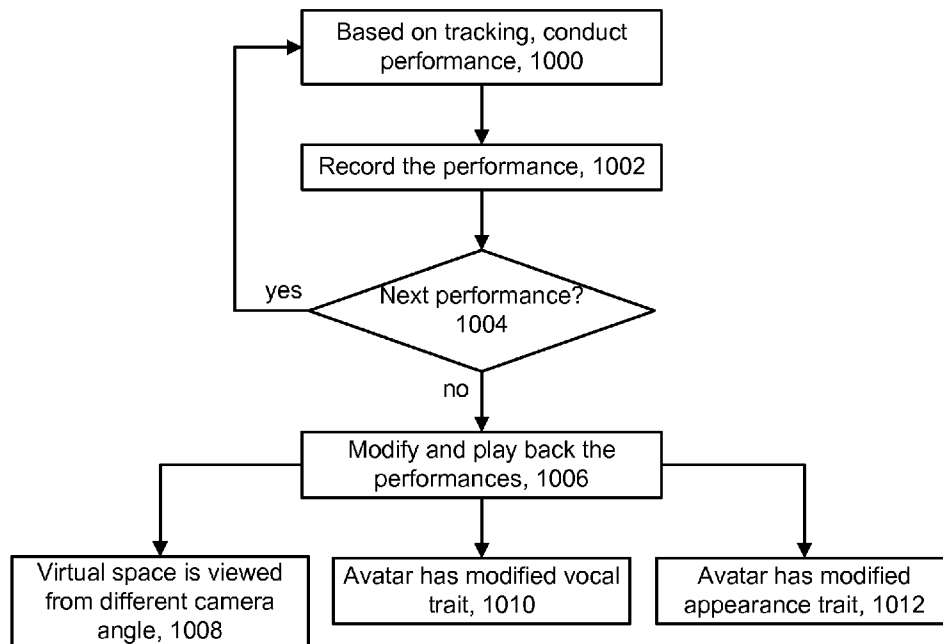 Based on tracking, conduct
performance, 1000
Record the performance, 1002
yes
Next performance?
1004
no
Modify and play back the
performances, 1006
Virtual space is viewed
from different camera
angle, 1008
Avatar has modified vocal
trait, 1010
Avatar has modified
appearance trait, 1012